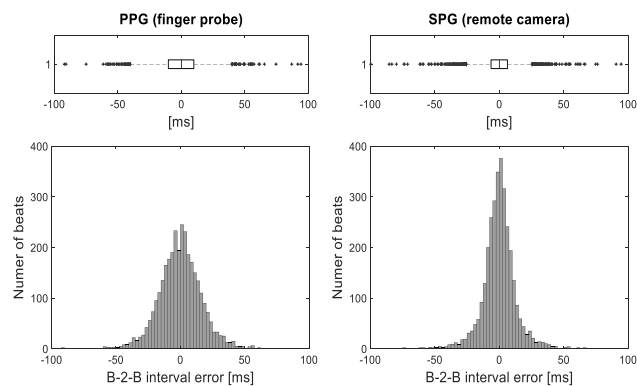 PPG (finger probe)
SPG (remote camera)
1
-100 -50 0 50 100
[ms]
1
-100 -50 0 50 100
[ms]
400
300
200
100
0
Numer of beats
-100 -50 0 50 100
B-2-B interval error [ms]
400
300
200
100
0
Numer of beats
-100 -50 0 50 100
B-2-B interval error [ms]